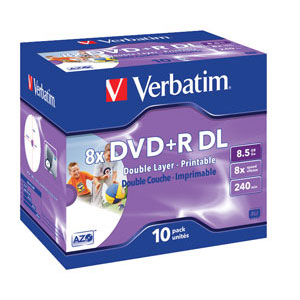 Verbatim
8x DVD+R DL
Double Layer - Printable
Double Couche - Imprimable
8.5 GB
8x
240 min
AZO
10 pack
unités